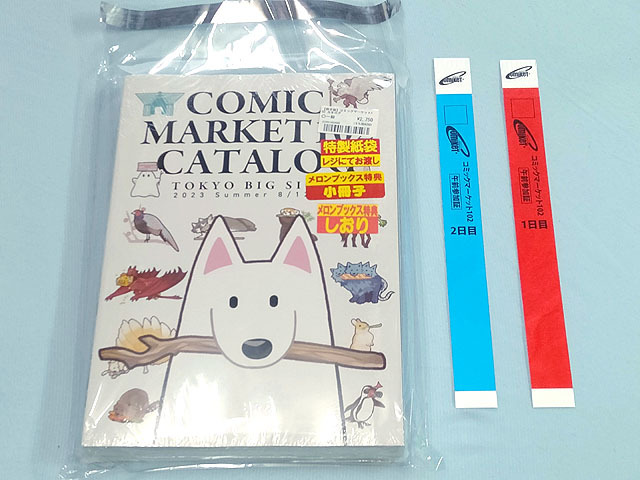 COMIC
MARKET
CATALO
TOKYO BIG SI
2023 Summer 8/1
特製紙袋
レジにてお渡し
メロンブックス特典
小冊子
メロンブックス特典
しおり
コミックマーケット102
午前参加証
2日目
コミックマーケット102
午前参加証
1日目